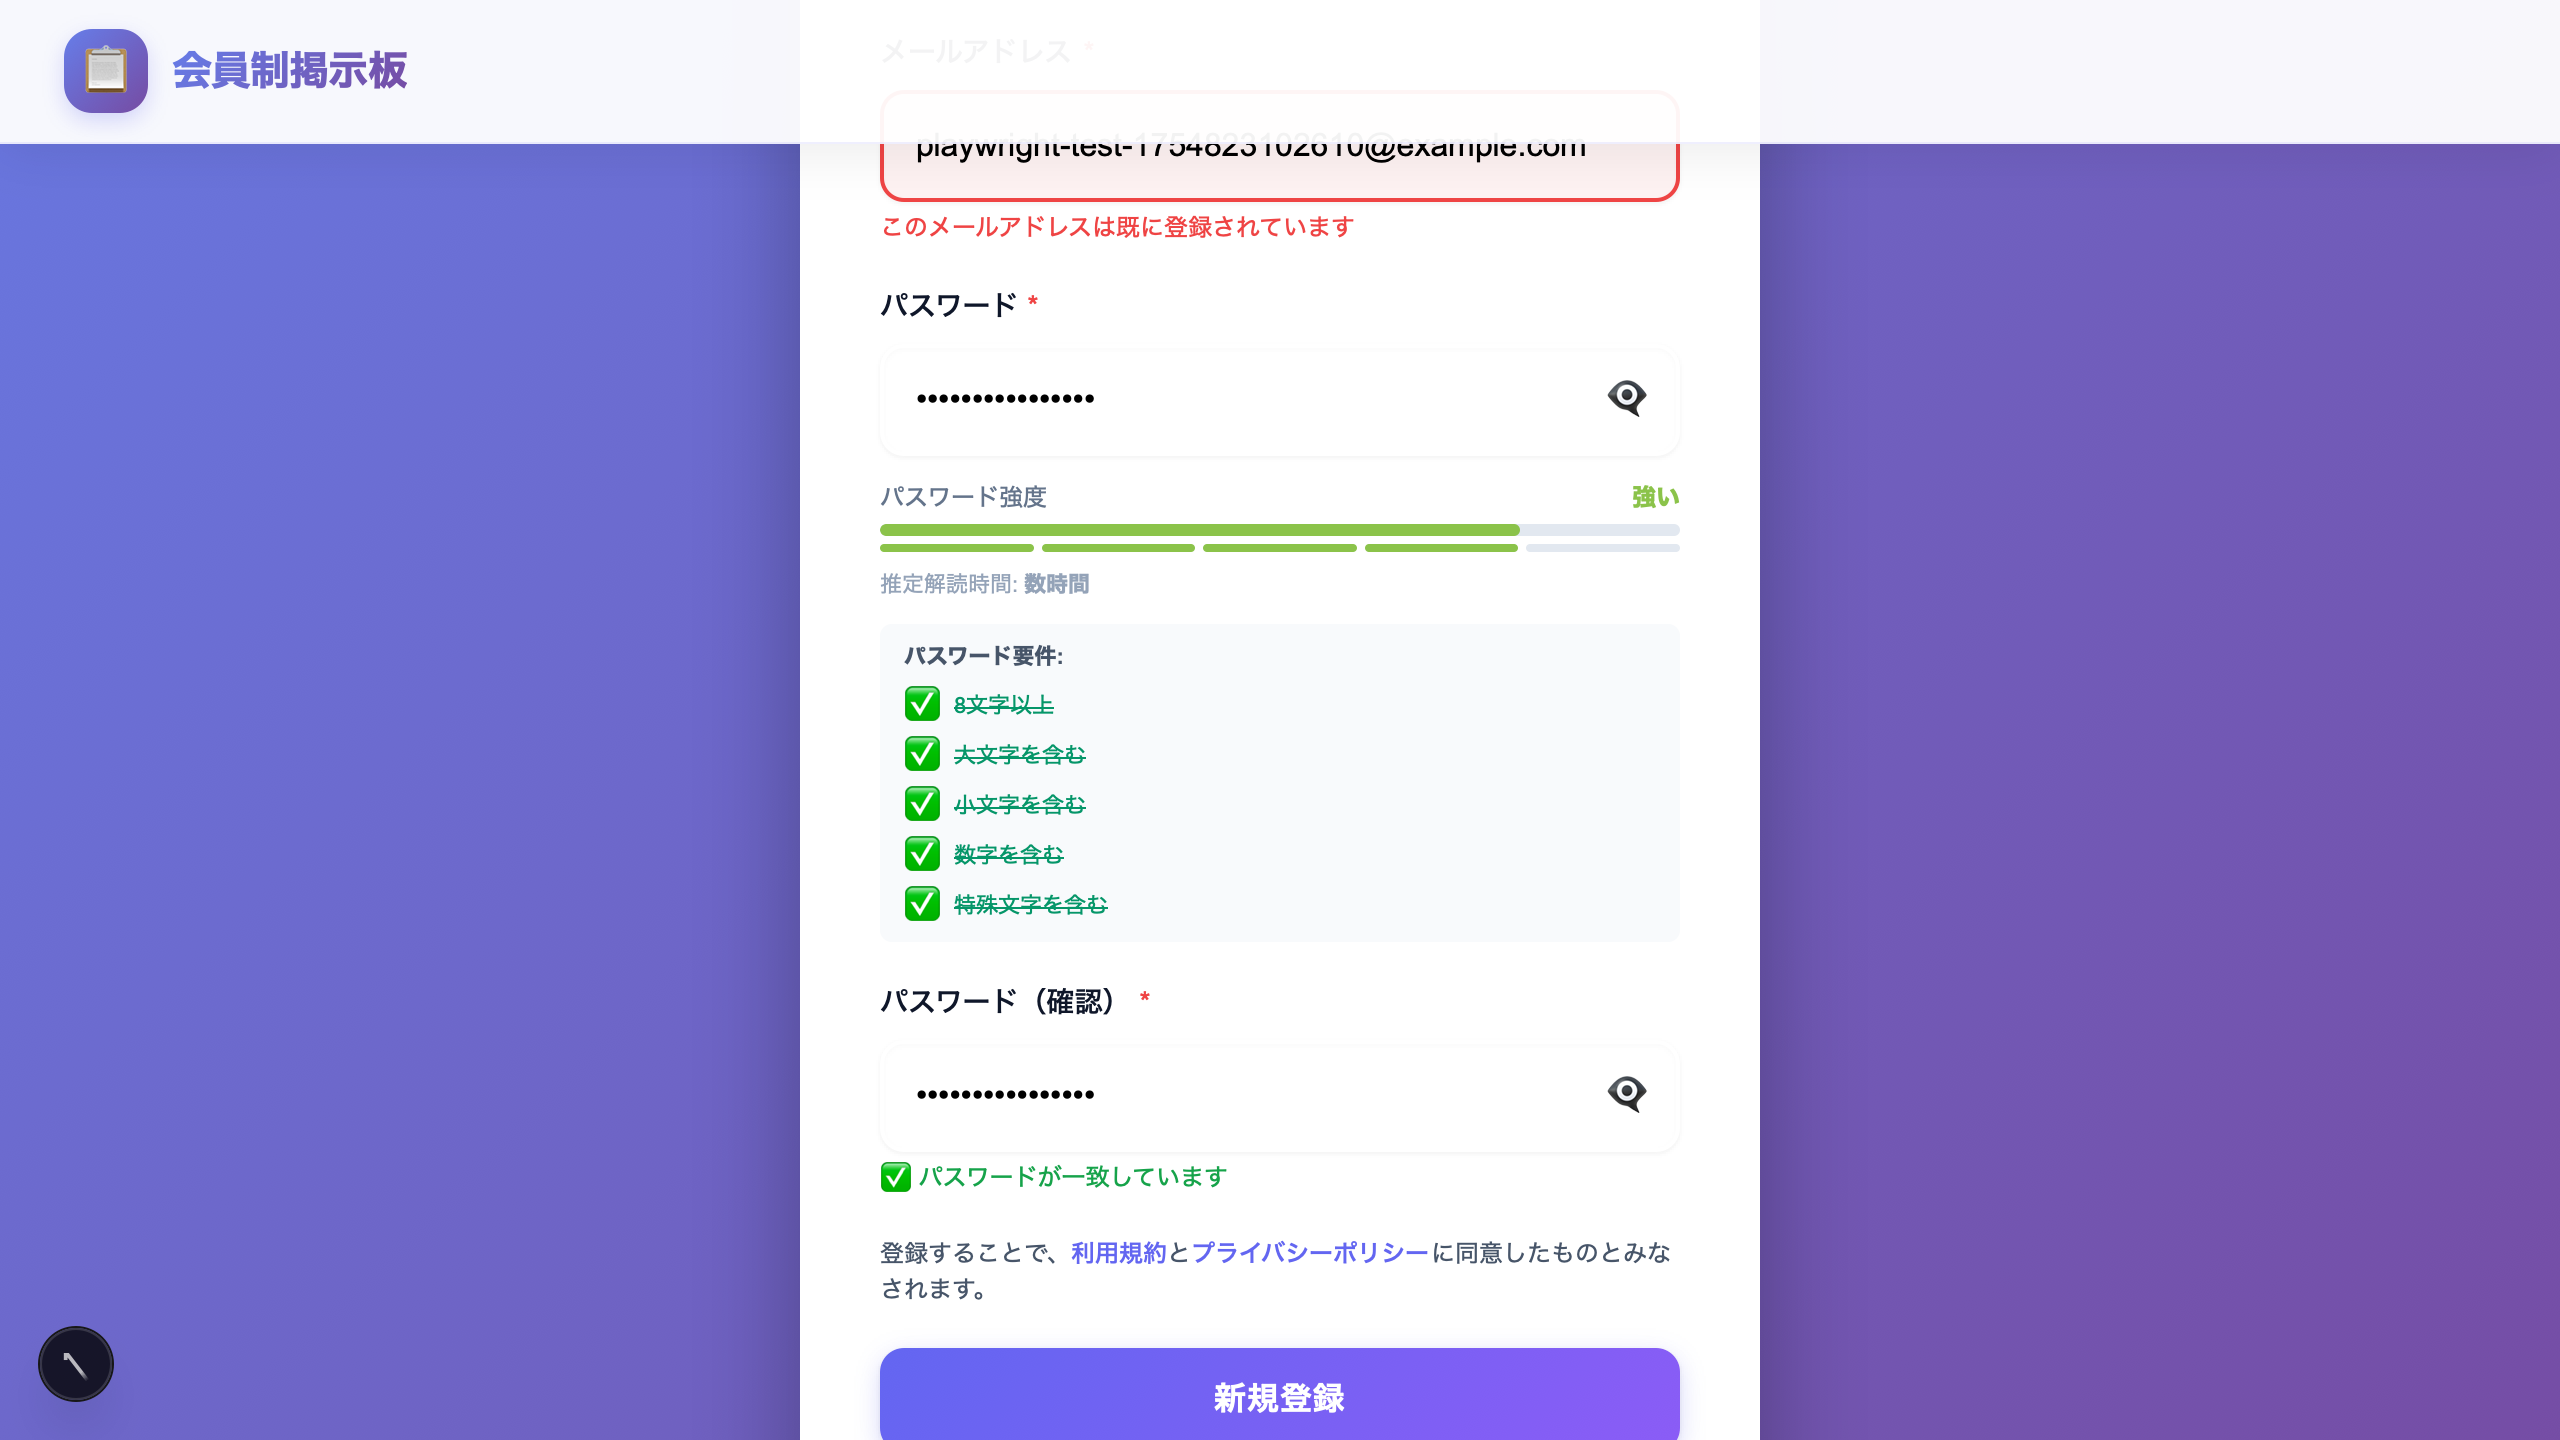 会員制掲示板
メールアドレス *
playwright-test-1754823102610@example.com
このメールアドレスは既に登録されています
パスワード *
••••••••••••••••
パスワード強度 強い
推定解読時間: 数時間
パスワード要件:
8文字以上
大文字を含む
小文字を含む
数字を含む
特殊文字を含む
パスワード（確認） *
••••••••••••••••
パスワードが一致しています
登録することで、利用規約とプライバシーポリシーに同意したものとみな
されます。
新規登録